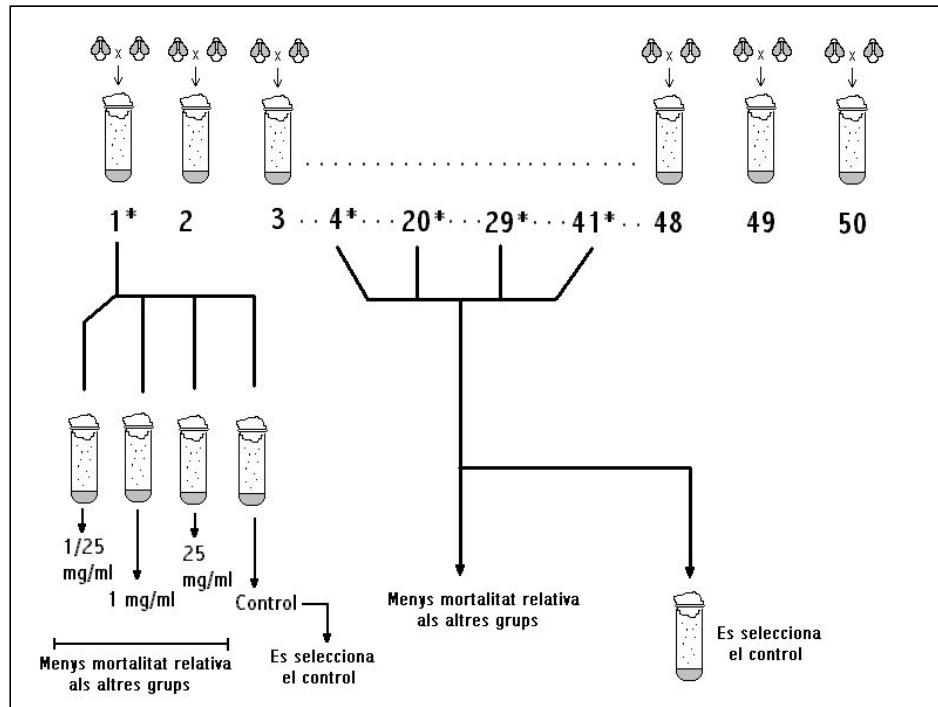 x x x x x x
1* 2 3 .. 4* ... 20* ... 29* ... 41* ... 48 49 50
1/25
mg/ml
1 mg/ml
25
mg/ml
Control
Menys mortalitat relativa
als altres grups
Es selecciona
el control
Menys mortalitat relativa
als altres grups
Es selecciona
el control